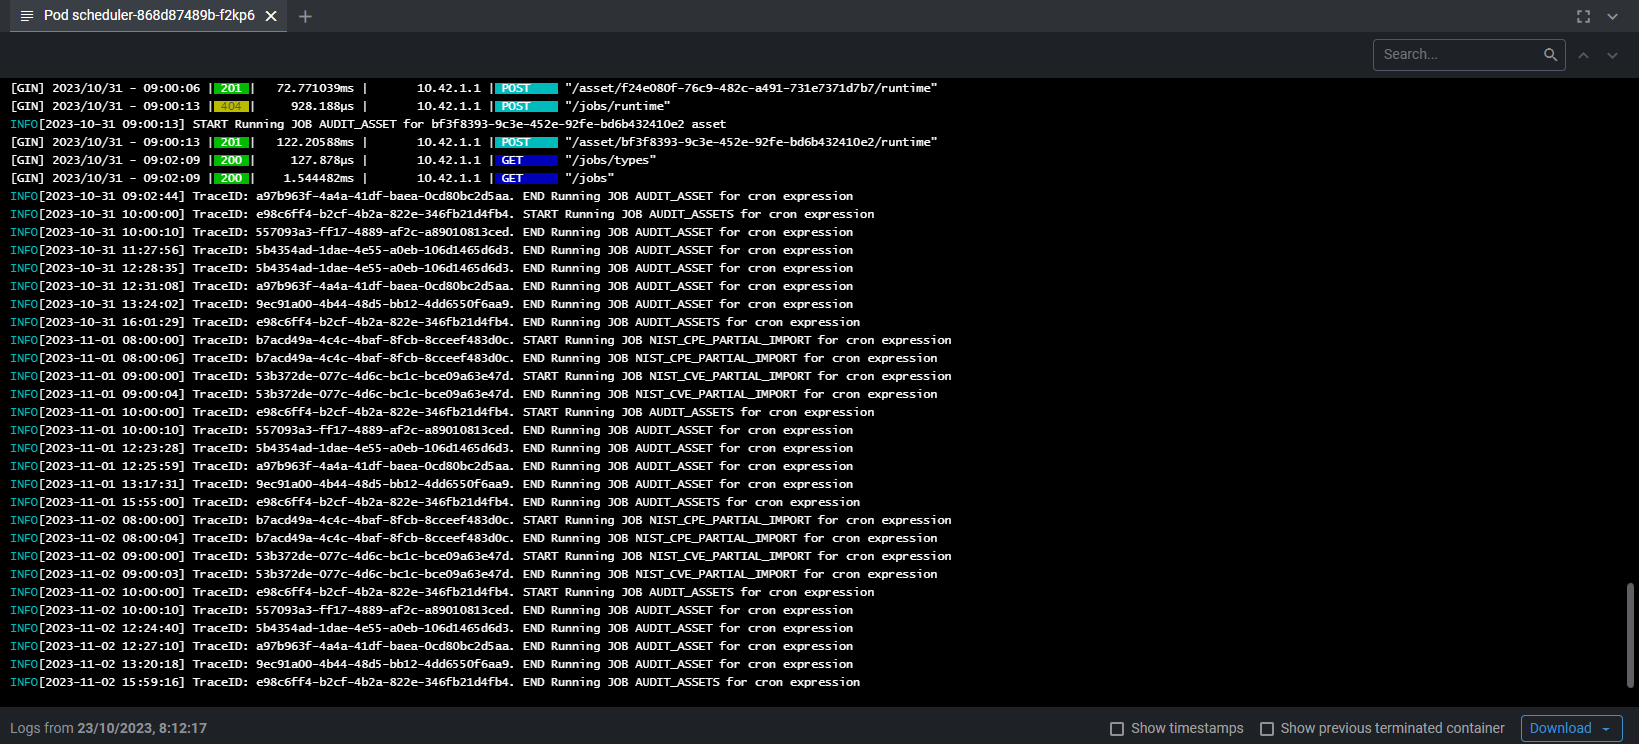 Pod scheduler-868d87489b-f2kp6
Search...
[GIN] 2023/10/31 - 09:00:06 | 201 | 72.771039ms | 10.42.1.1 | POST "/asset/f24e080f-76c9-482c-a491-731e7371d7b7/runtime"
[GIN] 2023/10/31 - 09:00:13 | 404 | 928.188µs | 10.42.1.1 | POST "/jobs/runtime"
INFO[2023-10-31 09:00:13] START Running JOB AUDIT_ASSET for bf3f8393-9c3e-452e-92fe-bd6b432410e2 asset
[GIN] 2023/10/31 - 09:00:13 | 201 | 122.20588ms | 10.42.1.1 | POST "/asset/bf3f8393-9c3e-452e-92fe-bd6b432410e2/runtime"
[GIN] 2023/10/31 - 09:02:09 | 200 | 127.878µs | 10.42.1.1 | GET "/jobs/types"
[GIN] 2023/10/31 - 09:02:09 | 200 | 1.544482ms | 10.42.1.1 | GET "/jobs"
INFO[2023-10-31 09:02:44] TraceID: a97b963f-4a4a-41df-baea-0cd80bc2d5aa. END Running JOB AUDIT_ASSET for cron expression
INFO[2023-10-31 10:00:00] TraceID: e98c6ff4-b2cf-4b2a-822e-346fb21d4fb4. START Running JOB AUDIT_ASSETS for cron expression
INFO[2023-10-31 10:00:10] TraceID: 557093a3-ff17-4889-af2c-a89010813ced. END Running JOB AUDIT_ASSET for cron expression
INFO[2023-10-31 11:27:56] TraceID: 5b4354ad-1dae-4e55-a0eb-106d1465d6d3. END Running JOB AUDIT_ASSET for cron expression
INFO[2023-10-31 12:28:35] TraceID: 5b4354ad-1dae-4e55-a0eb-106d1465d6d3. END Running JOB AUDIT_ASSET for cron expression
INFO[2023-10-31 12:31:08] TraceID: a97b963f-4a4a-41df-baea-0cd80bc2d5aa. END Running JOB AUDIT_ASSET for cron expression
INFO[2023-10-31 13:24:02] TraceID: 9ec91a00-4b44-48d5-bb12-4dd6550f6aa9. END Running JOB AUDIT_ASSET for cron expression
INFO[2023-10-31 16:01:29] TraceID: e98c6ff4-b2cf-4b2a-822e-346fb21d4fb4. END Running JOB AUDIT_ASSETS for cron expression
INFO[2023-11-01 08:00:00] TraceID: b7acd49a-4c4c-4baf-8fcb-8cceef483d0c. START Running JOB NIST_CPE_PARTIAL_IMPORT for cron expression
INFO[2023-11-01 08:00:06] TraceID: b7acd49a-4c4c-4baf-8fcb-8cceef483d0c. END Running JOB NIST_CPE_PARTIAL_IMPORT for cron expression
INFO[2023-11-01 09:00:00] TraceID: 53b372de-077c-4d6c-bc1c-bce09a63e47d. START Running JOB NIST_CVE_PARTIAL_IMPORT for cron expression
INFO[2023-11-01 09:00:04] TraceID: 53b372de-077c-4d6c-bc1c-bce09a63e47d. END Running JOB NIST_CVE_PARTIAL_IMPORT for cron expression
INFO[2023-11-01 10:00:00] TraceID: e98c6ff4-b2cf-4b2a-822e-346fb21d4fb4. START Running JOB AUDIT_ASSETS for cron expression
INFO[2023-11-01 10:00:10] TraceID: 557093a3-ff17-4889-af2c-a89010813ced. END Running JOB AUDIT_ASSET for cron expression
INFO[2023-11-01 12:23:28] TraceID: 5b4354ad-1dae-4e55-a0eb-106d1465d6d3. END Running JOB AUDIT_ASSET for cron expression
INFO[2023-11-01 12:25:59] TraceID: a97b963f-4a4a-41df-baea-0cd80bc2d5aa. END Running JOB AUDIT_ASSET for cron expression
INFO[2023-11-01 13:17:31] TraceID: 9ec91a00-4b44-48d5-bb12-4dd6550f6aa9. END Running JOB AUDIT_ASSET for cron expression
INFO[2023-11-01 15:55:00] TraceID: e98c6ff4-b2cf-4b2a-822e-346fb21d4fb4. END Running JOB AUDIT_ASSETS for cron expression
INFO[2023-11-02 08:00:00] TraceID: b7acd49a-4c4c-4baf-8fcb-8cceef483d0c. START Running JOB NIST_CPE_PARTIAL_IMPORT for cron expression
INFO[2023-11-02 08:00:04] TraceID: b7acd49a-4c4c-4baf-8fcb-8cceef483d0c. END Running JOB NIST_CPE_PARTIAL_IMPORT for cron expression
INFO[2023-11-02 09:00:00] TraceID: 53b372de-077c-4d6c-bc1c-bce09a63e47d. START Running JOB NIST_CVE_PARTIAL_IMPORT for cron expression
INFO[2023-11-02 09:00:03] TraceID: 53b372de-077c-4d6c-bc1c-bce09a63e47d. END Running JOB NIST_CVE_PARTIAL_IMPORT for cron expression
INFO[2023-11-02 10:00:00] TraceID: e98c6ff4-b2cf-4b2a-822e-346fb21d4fb4. START Running JOB AUDIT_ASSETS for cron expression
INFO[2023-11-02 10:00:10] TraceID: 557093a3-ff17-4889-af2c-a89010813ced. END Running JOB AUDIT_ASSET for cron expression
INFO[2023-11-02 12:24:40] TraceID: 5b4354ad-1dae-4e55-a0eb-106d1465d6d3. END Running JOB AUDIT_ASSET for cron expression
INFO[2023-11-02 12:27:10] TraceID: a97b963f-4a4a-41df-baea-0cd80bc2d5aa. END Running JOB AUDIT_ASSET for cron expression
INFO[2023-11-02 13:20:18] TraceID: 9ec91a00-4b44-48d5-bb12-4dd6550f6aa9. END Running JOB AUDIT_ASSET for cron expression
INFO[2023-11-02 15:59:16] TraceID: e98c6ff4-b2cf-4b2a-822e-346fb21d4fb4. END Running JOB AUDIT_ASSETS for cron expression
Logs from 23/10/2023, 8:12:17 Show timestamps Show previous terminated container Download